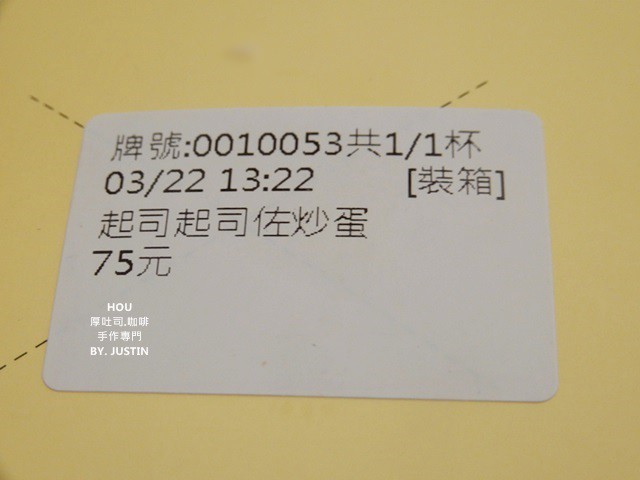 牌號:0010053共1/1杯
03/22 13:22 [裝箱]
起司起司佐炒蛋
75元
HOU
厚吐司.咖啡
手作專門
BY. JUSTIN